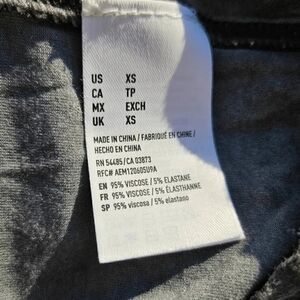 US XS
CA TP
MX EXCH
UK XS
MADE IN CHINA / FABRIQUÉ EN CHINE /
HECHO EN CHINA
RN 54485/CA 03873
RFC# AEM120605U9A
EN 95% VISCOSE / 5% ELASTANE
FR 95% VISCOSE / 5% ÉLASTHANNE
SP 95% viscosa / 5% elastano